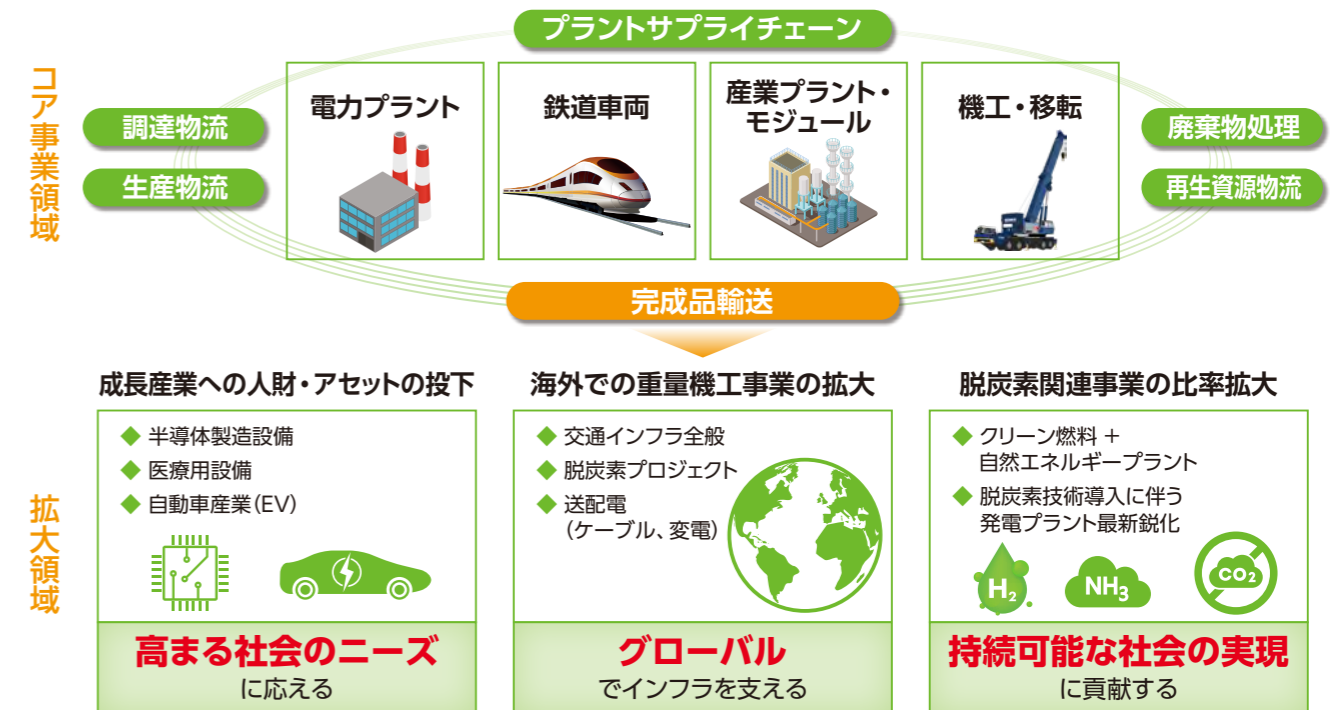 プラントサプライチェーン
コア事業領域
調達物流
生産物流
電力プラント
鉄道車両
産業プラント・
モジュール
機工・移転
廃棄物処理
再生資源物流
完成品輸送
拡大領域
成長産業への人財・アセットの投下
◆ 半導体製造設備
◆ 医療用設備
◆ 自動車産業(EV)
高まる社会のニーズ
に応える
海外での重量機工事業の拡大
◆ 交通インフラ全般
◆ 脱炭素プロジェクト
◆ 送配電
(ケーブル、変電)
グローバル
でインフラを支える
脱炭素関連事業の比率拡大
◆ クリーン燃料 +
自然エネルギープラント
◆ 脱炭素技術導入に伴う
発電プラント最新鋭化
H₂
NH₃
CO₂
持続可能な社会の実現
に貢献する